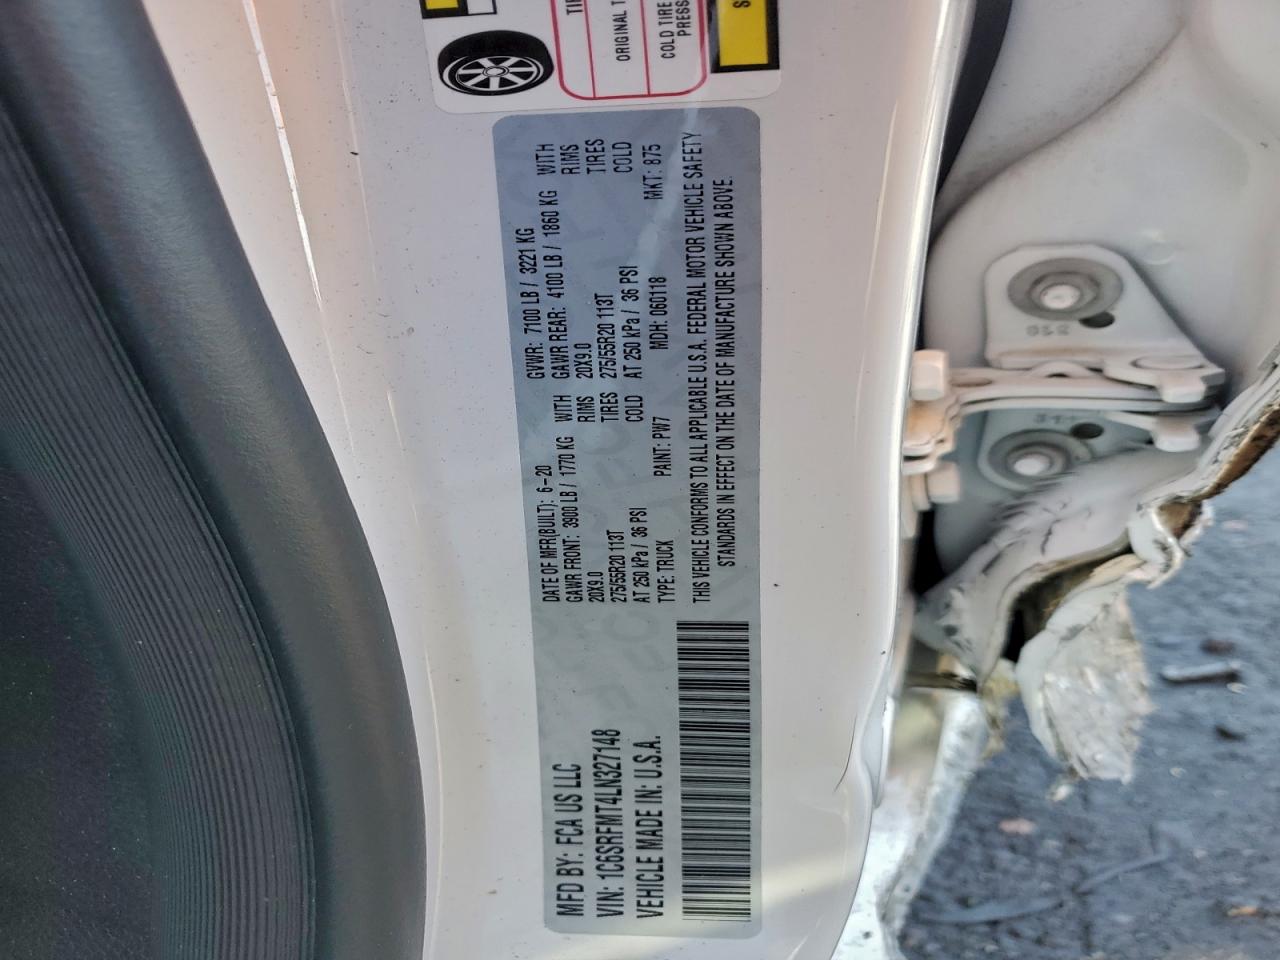 TIRE
ORIGINAL T
COLD TIRE
PRESS
S
MFD BY: FCA US LLC
VIN: 1C6SRFMT4LN327148
VEHICLE MADE IN: U.S.A.
DATE OF MFR(BUILT): 6-20 GVWR: 7100 LB / 3221 KG
GAWR FRONT: 3900 LB / 1770 KG WITH GAWR REAR: 4100 LB / 1860 KG WITH
20X9.0 RIMS 20X9.0 RIMS
275/55R20 113T TIRES 275/55R20 113T TIRES
AT 250 kPa / 36 PSI COLD AT 250 kPa / 36 PSI COLD
TYPE: TRUCK PAINT: PW7 MDH: 060118 MKT: 875
THIS VEHICLE CONFORMS TO ALL APPLICABLE U.S.A. FEDERAL MOTOR VEHICLE SAFETY
STANDARDS IN EFFECT ON THE DATE OF MANUFACTURE SHOWN ABOVE.